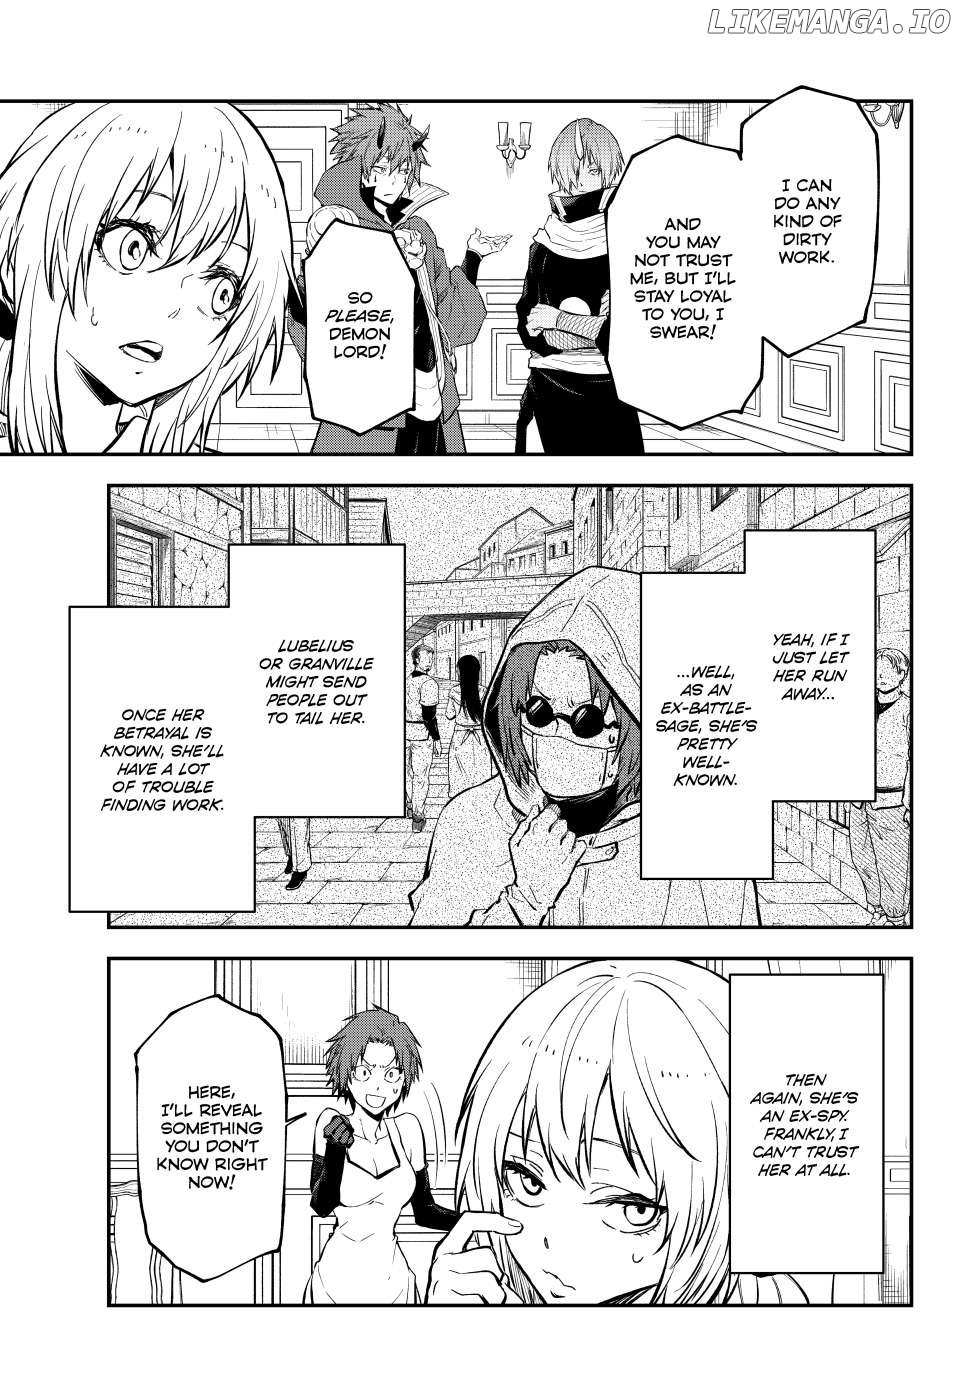 LIKEMANGA.IO
I CAN
DO ANY
KIND OF
DIRTY
WORK.
AND
YOU MAY
NOT TRUST
ME, BUT I'LL
STAY LOYAL
TO YOU, I
SWEAR!
SO
PLEASE,
DEMON
LORD!
YEAH, IF I
JUST LET
HER RUN
AWAY...
...WELL,
AS AN
EX-BATTLE-
SAGE, SHE'S
PRETTY
WELL-
KNOWN.
LUBELIUS
OR GRANVILLE
MIGHT SEND
PEOPLE OUT
TO TAIL HER.
ONCE HER
BETRAYAL IS
KNOWN, SHE'LL
HAVE A LOT
OF TROUBLE
FINDING WORK.
THEN
AGAIN, SHE'S
AN EX-SPY.
FRANKLY, I
CAN'T TRUST
HER AT ALL.
HERE,
I'LL REVEAL
SOMETHING
YOU DON'T
KNOW RIGHT
NOW!